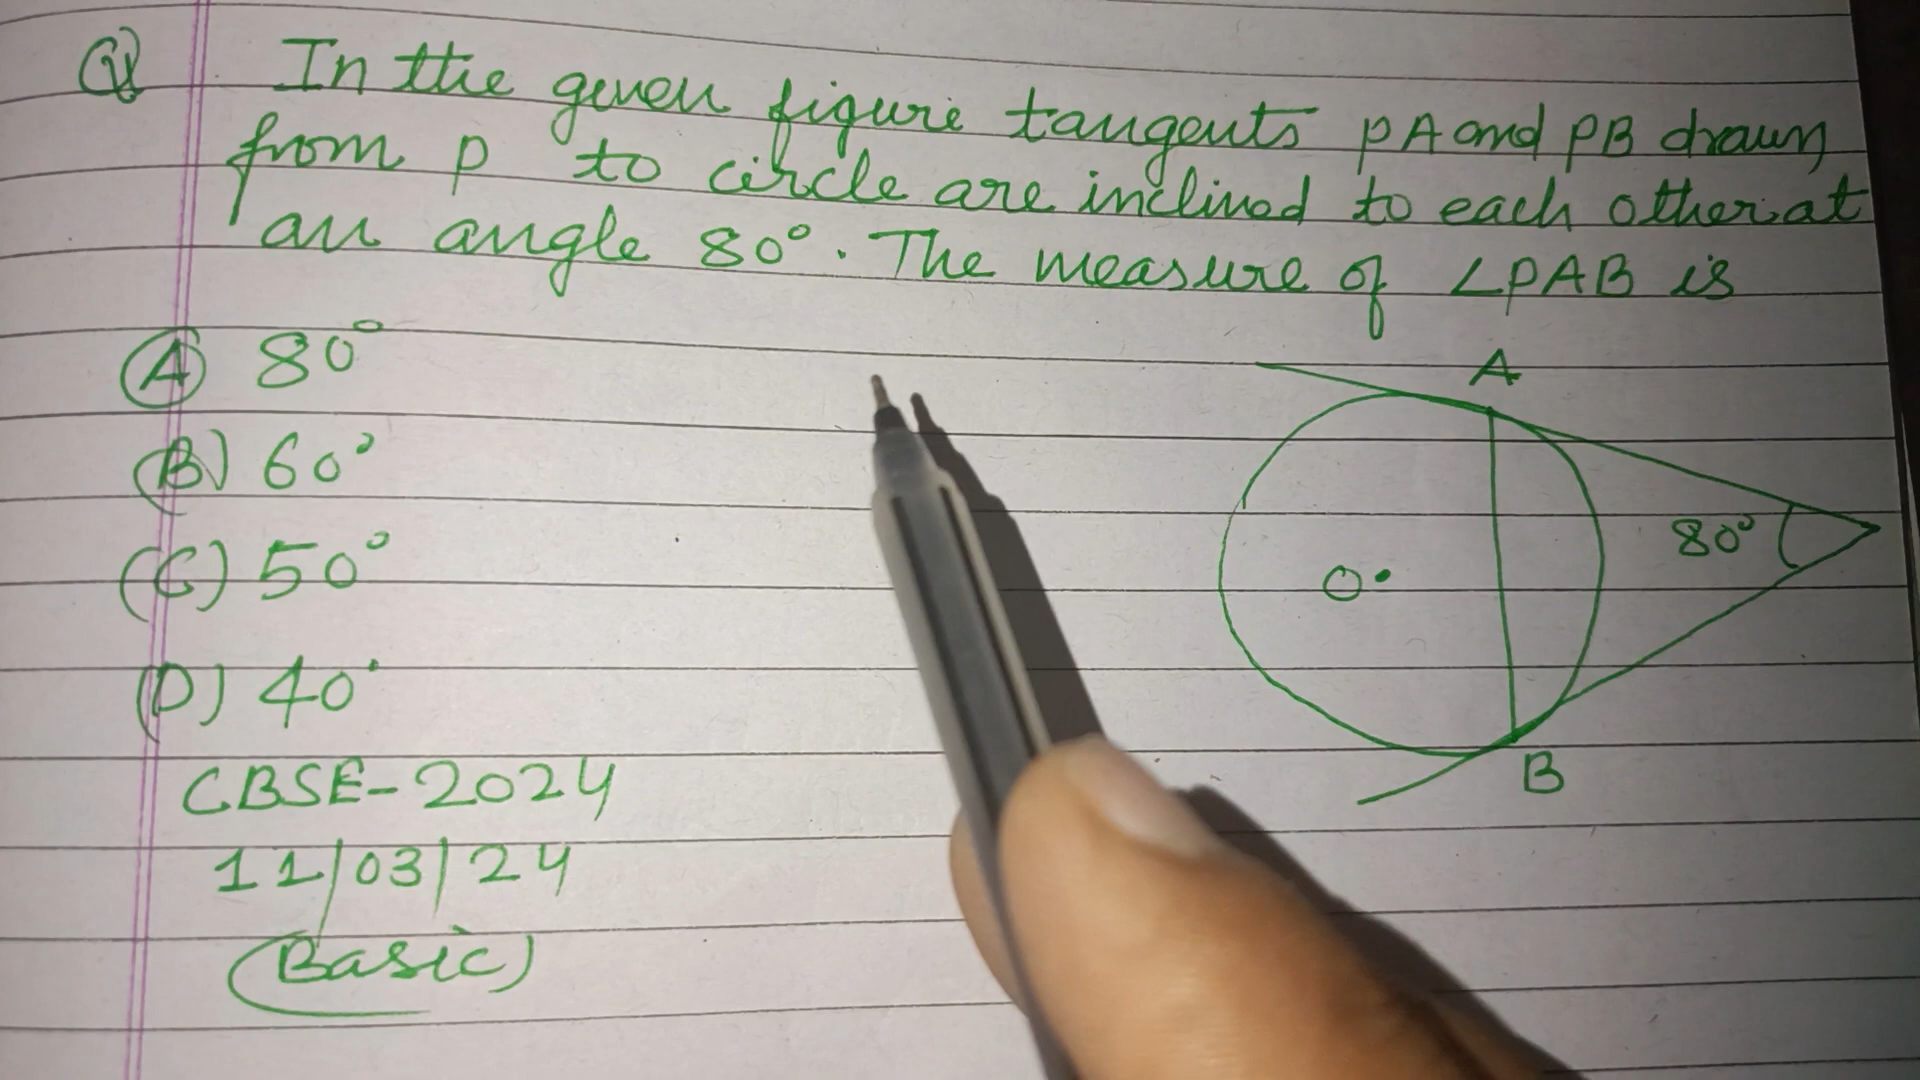 Q In the given figure tangents PA and PB drawn
from P to circle are inclined to each other at
an angle 80°. The measure of ∠PAB is
(A) 80°
(B) 60°
(C) 50°
(D) 40°
CBSE-2024
11/03/24
(Basic)
A
80°
O
B